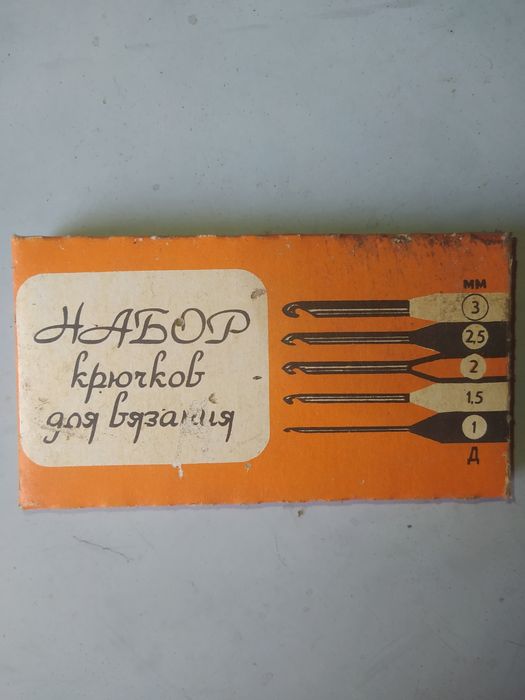 НАБОР
крючков
для вязания
мм
3
2,5
2
1.5
1
Д